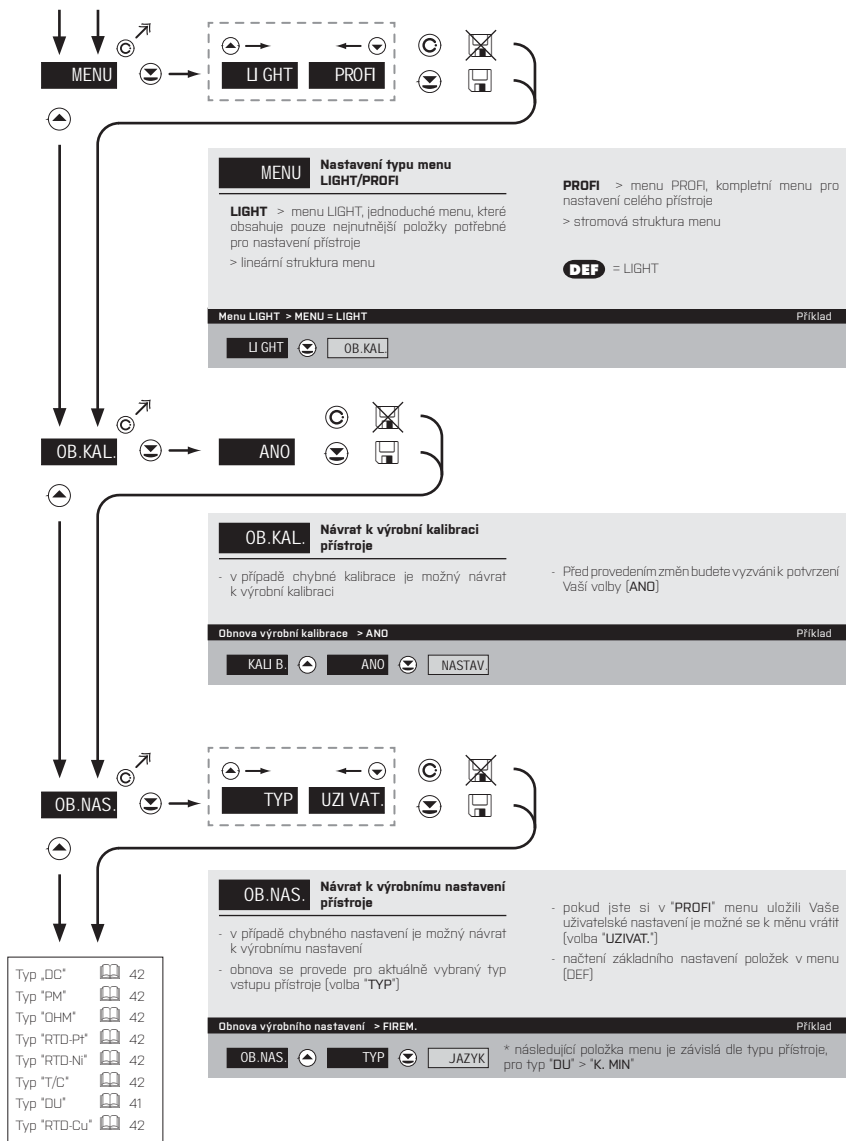 MENU
LIGHT PROFI
MENU
Nastavení typu menu
LIGHT/PROFI
LIGHT > menu LIGHT, jednoduché menu, které
obsahuje pouze nejnutnější položky potřebné
pro nastavení přístroje
> lineární struktura menu
PROFI > menu PROFI, kompletní menu pro
nastavení celého přístroje
> stromová struktura menu
DEF = LIGHT
Menu LIGHT > MENU = LIGHT Příklad
LIGHT OB.KAL.
OB.KAL. ANO
OB.KAL.
Návrat k výrobní kalibraci
přístroje
- v případě chybné kalibrace je možný návrat
k výrobní kalibraci
- Před provedením změn budete vyzváni k potvrzení
Vaší volby (ANO)
Obnova výrobní kalibrace > ANO Příklad
KALIB. ANO NASTAV.
OB.NAS. TYP UZIVAT.
OB.NAS.
Návrat k výrobnímu nastavení
přístroje
- v případě chybného nastavení je možný návrat
k výrobnímu nastavení
- obnova se provede pro aktuálně vybraný typ
vstupu přístroje (volba "TYP")
- pokud jste si v "PROFI" menu uložili Vaše
uživatelské nastavení je možné se k měnu vrátit
(volba "UZIVAT.")
- načtení základního nastavení položek v menu
(DEF)
Obnova výrobního nastavení > FIREM. Příklad
OB.NAS. TYP JAZYK
* následující položka menu je závislá dle typu přístroje,
pro typ "DU" > "K. MIN"
Typ „DC" 42
Typ "PM" 42
Typ "OHM" 42
Typ "RTD-Pt" 42
Typ "RTD-Ni" 42
Typ "T/C" 42
Typ "DU" 41
Typ "RTD-Cu" 42